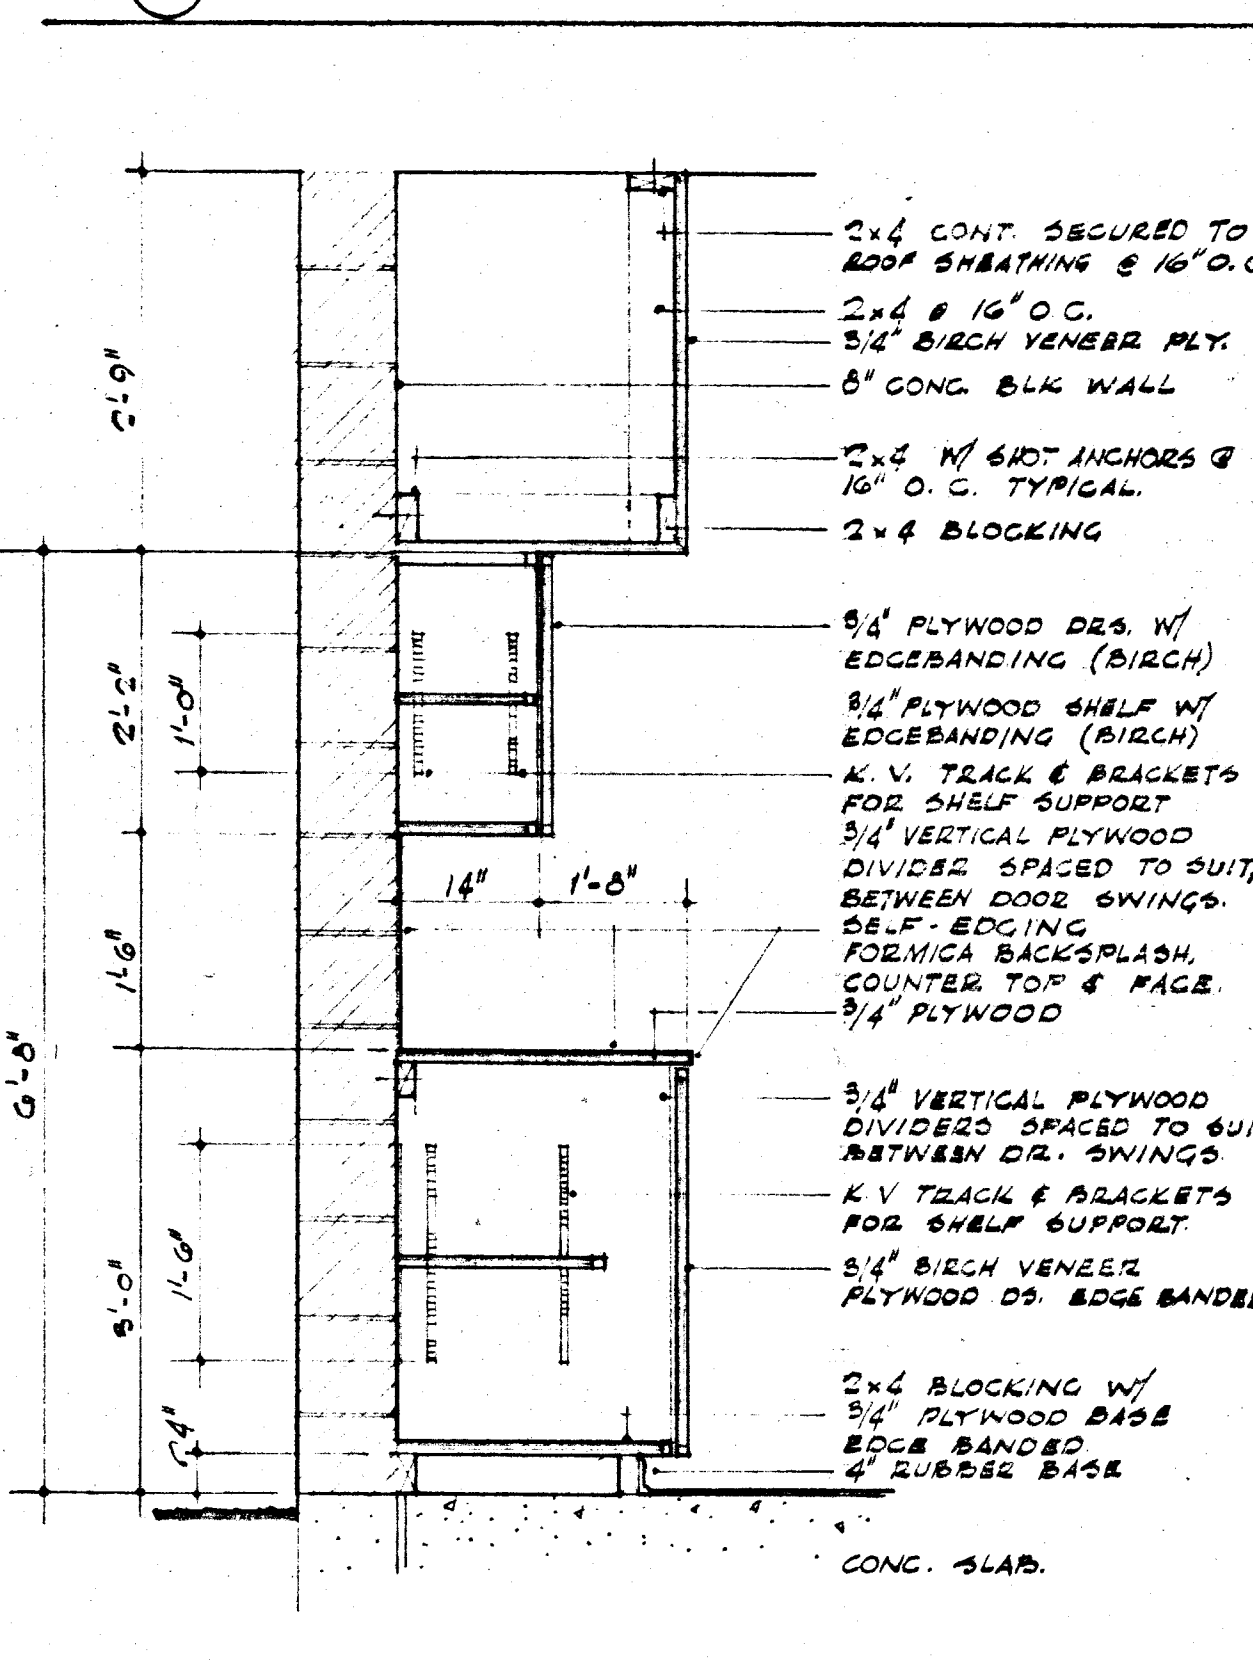 2x4 CONT. SECURED TO
ROOF SHEATHING @ 16" O.C
2x4 @ 16" O.C.
3/4" BIRCH VENEER PLY.
8" CONC. BLK WALL
2x4 W/ SHOT ANCHORS @
16" O.C. TYPICAL.
2x4 BLOCKING
3/4" PLYWOOD DRS. W/
EDGEBANDING (BIRCH)
3/4" PLYWOOD SHELF W/
EDGEBANDING (BIRCH)
K.V. TRACK & BRACKETS
FOR SHELF SUPPORT
3/4" VERTICAL PLYWOOD
DIVIDER SPACED TO SUIT,
BETWEEN DOOR SWINGS.
SELF-EDGING
FORMICA BACKSPLASH,
COUNTER TOP & FACE.
3/4" PLYWOOD
3/4" VERTICAL PLYWOOD
DIVIDERS SPACED TO SUI
BETWEEN DR. SWINGS.
K.V TRACK & BRACKETS
FOR SHELF SUPPORT.
3/4" BIRCH VENEER
PLYWOOD DS. EDGE BANDE
2x4 BLOCKING W/
3/4" PLYWOOD BASE
EDGE BANDED.
4" RUBBER BASE
CONC. SLAB.
2'-9"
2'-2"
1'-0"
14"
1'-8"
1'-6"
6'-8"
3'-0"
1'-6"
4"